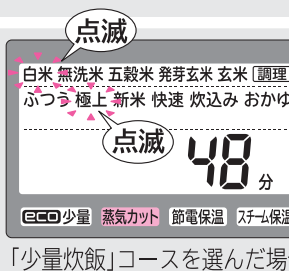 点滅
白米 無洗米 五穀米 発芽玄米 玄米 調理
ふつう 極上 新米 快速 炊込み おかゆ
点滅
48分
eco少量 蒸気カット 節電保温 スチーム保温
「少量炊飯」コースを選んだ場